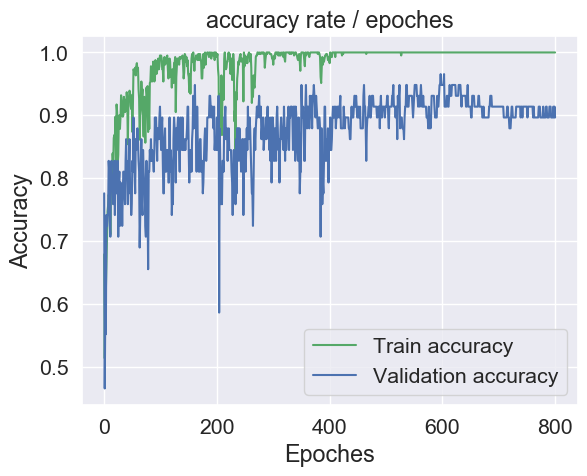 accuracy rate / epoches
1.0
0.9
0.8
0.7
0.6
0.5
Accuracy
Train accuracy
Validation accuracy
0 200 400 600 800
Epoches